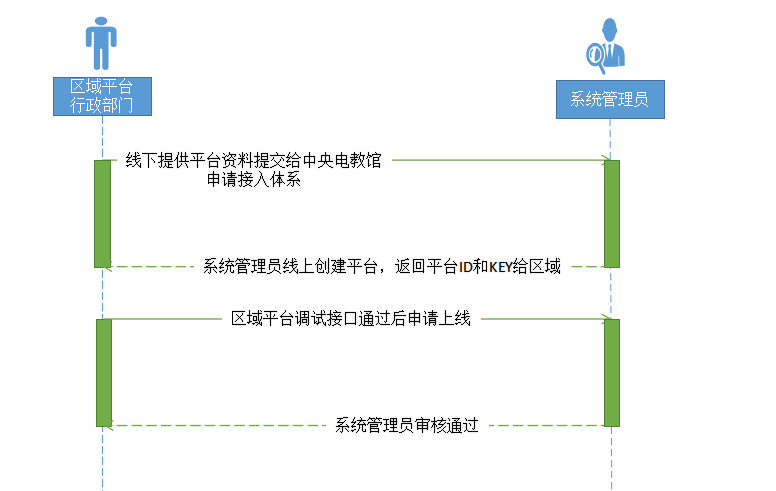 区域平台
行政部门
系统管理员
线下提供平台资料提交给中央电教馆
申请接入体系
系统管理员线上创建平台，返回平台ID和KEY给区域
区域平台调试接口通过后申请上线
系统管理员审核通过